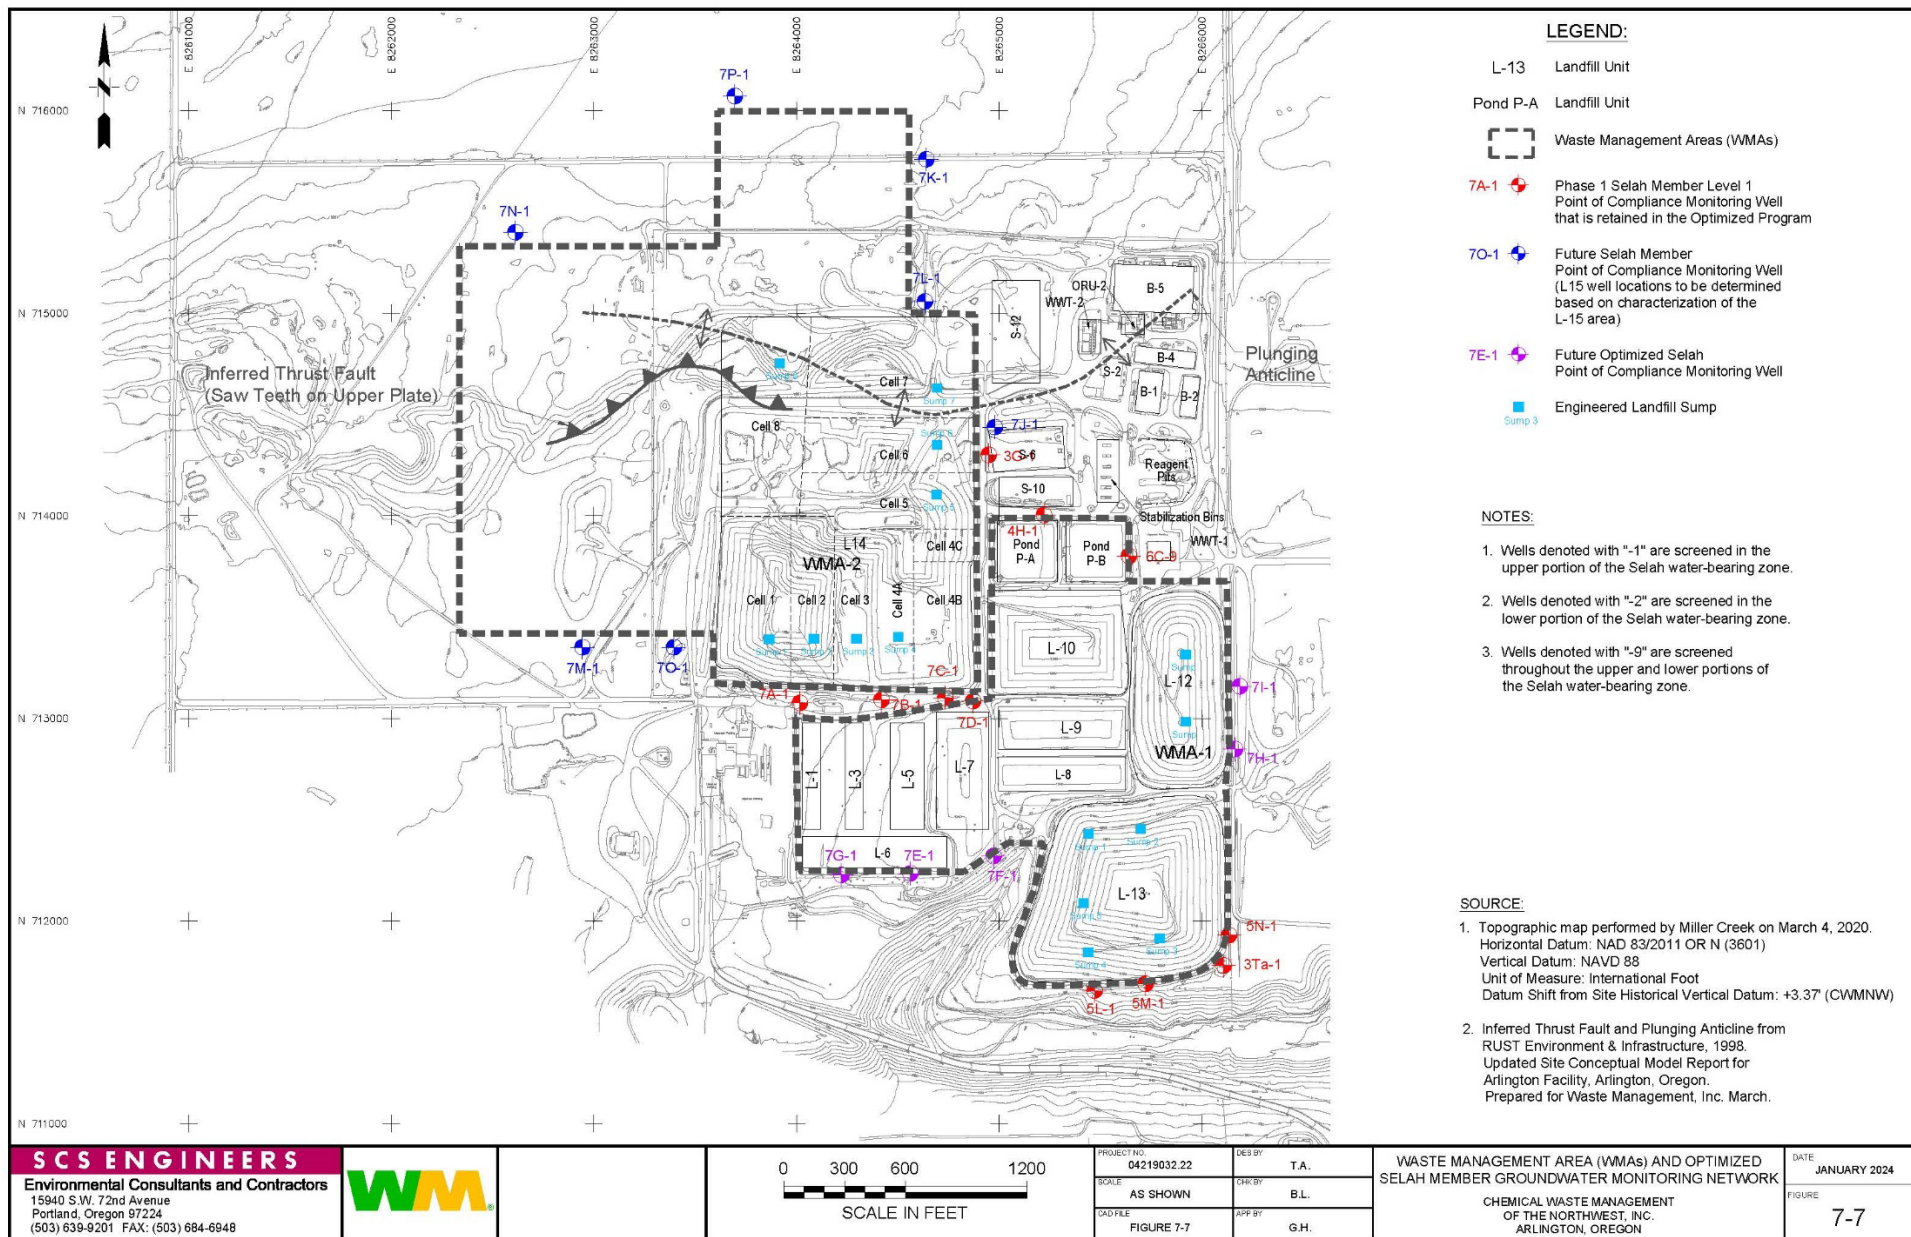 E 8261000
E 8262000
E 8263000
E 8264000
E 8265000
E 8266000
N
N 716000
N 715000
N 714000
N 713000
N 712000
N 711000
7P-1
7K-1
7N-1
7L-1
ORU-2
WWT-2
B-5
S-12
B-4
S-2
B-1
B-2
Plunging
Anticline
Inferred Thrust Fault
(Saw Teeth on Upper Plate)
Cell 7
Sump 7
Cell 8
7J-1
Cell 6
3G
S-6
Reagent
Pits
S-10
Cell 5
Sump 5
Stabilization Bins
4H-1
WWT-1
L14
Cell 4C
Pond
P-A
Pond
P-B
6C-9
WMA-2
Cell 1
Cell 2
Cell 3
Cell 4A
Cell 4B
L-10
Sump 1
Sump 2
Sump 4
Sump
L-12
7M-1
7O-1
7C-1
7I-1
7A-1
7B-1
7D-1
L-9
Sump
WMA-1
7H-1
L-1
L-3
L-5
L-7
L-8
L-6
Sump 1
Sump 2
7G-1
7E-1
7F-1
L-13
Sump 3
Sump 4
5N-1
3Ta-1
5L-1
5M-1
LEGEND:
L-13 Landfill Unit
Pond P-A Landfill Unit
Waste Management Areas (WMAs)
7A-1 Phase 1 Selah Member Level 1
Point of Compliance Monitoring Well
that is retained in the Optimized Program
7O-1 Future Selah Member
Point of Compliance Monitoring Well
(L15 well locations to be determined
based on characterization of the
L-15 area)
7E-1 Future Optimized Selah
Point of Compliance Monitoring Well
Engineered Landfill Sump
Sump 3
NOTES:
1. Wells denoted with "-1" are screened in the
upper portion of the Selah water-bearing zone.
2. Wells denoted with "-2" are screened in the
lower portion of the Selah water-bearing zone.
3. Wells denoted with "-9" are screened
throughout the upper and lower portions of
the Selah water-bearing zone.
SOURCE:
1. Topographic map performed by Miller Creek on March 4, 2020.
Horizontal Datum: NAD 83/2011 OR N (3601)
Vertical Datum: NAVD 88
Unit of Measure: International Foot
Datum Shift from Site Historical Vertical Datum: +3.37' (CWMNW)
2. Inferred Thrust Fault and Plunging Anticline from
RUST Environment & Infrastructure, 1998.
Updated Site Conceptual Model Report for
Arlington Facility, Arlington, Oregon.
Prepared for Waste Management, Inc. March.
SCS ENGINEERS
Environmental Consultants and Contractors
15940 S.W. 72nd Avenue
Portland, Oregon 97224
(503) 639-9201 FAX: (503) 684-6948
WM®
0 300 600 1200
SCALE IN FEET
PROJECT NO.
04219032.22
DES BY
T.A.
SCALE
AS SHOWN
CHK BY
B.L.
CAD FILE
FIGURE 7-7
APP BY
G.H.
WASTE MANAGEMENT AREA (WMAs) AND OPTIMIZED
SELAH MEMBER GROUNDWATER MONITORING NETWORK
CHEMICAL WASTE MANAGEMENT
OF THE NORTHWEST, INC.
ARLINGTON, OREGON
DATE
JANUARY 2024
FIGURE
7-7